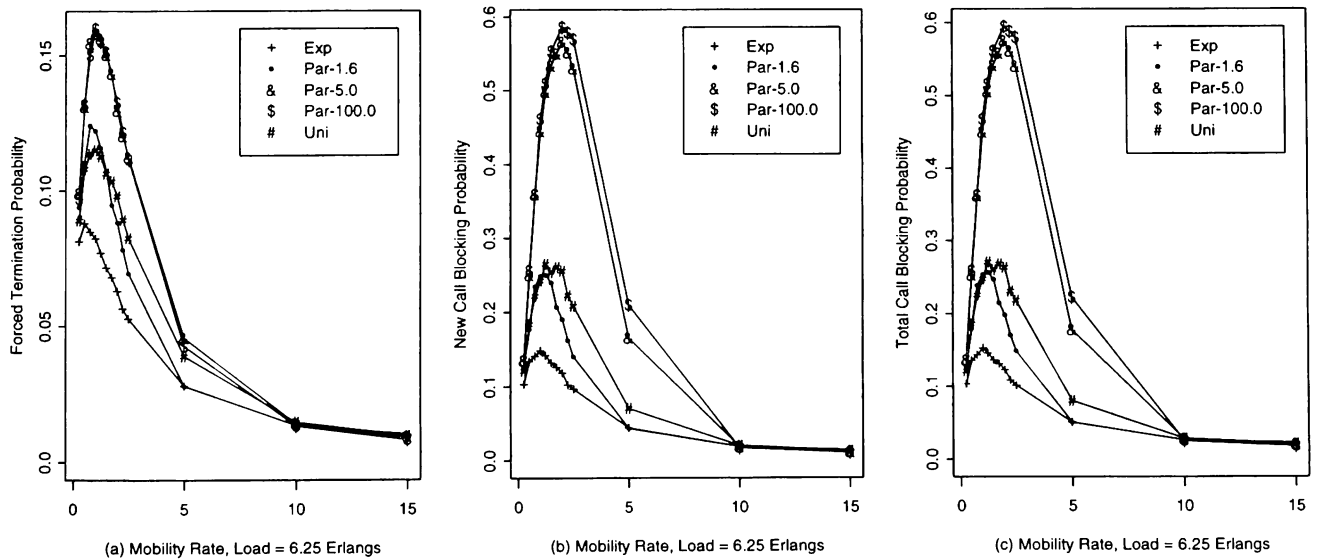 Forced Termination Probability
0.15
0.10
0.05
0.0
0
5
10
15
+ Exp
• Par-1.6
& Par-5.0
$ Par-100.0
# Uni
(a) Mobility Rate, Load = 6.25 Erlangs
New Call Blocking Probability
0.6
0.5
0.4
0.3
0.2
0.1
0.0
0
5
10
15
+ Exp
• Par-1.6
& Par-5.0
$ Par-100.0
# Uni
(b) Mobility Rate, Load = 6.25 Erlangs
Total Call Blocking Probability
0.6
0.5
0.4
0.3
0.2
0.1
0.0
0
5
10
15
+ Exp
• Par-1.6
& Par-5.0
$ Par-100.0
# Uni
(c) Mobility Rate, Load = 6.25 Erlangs